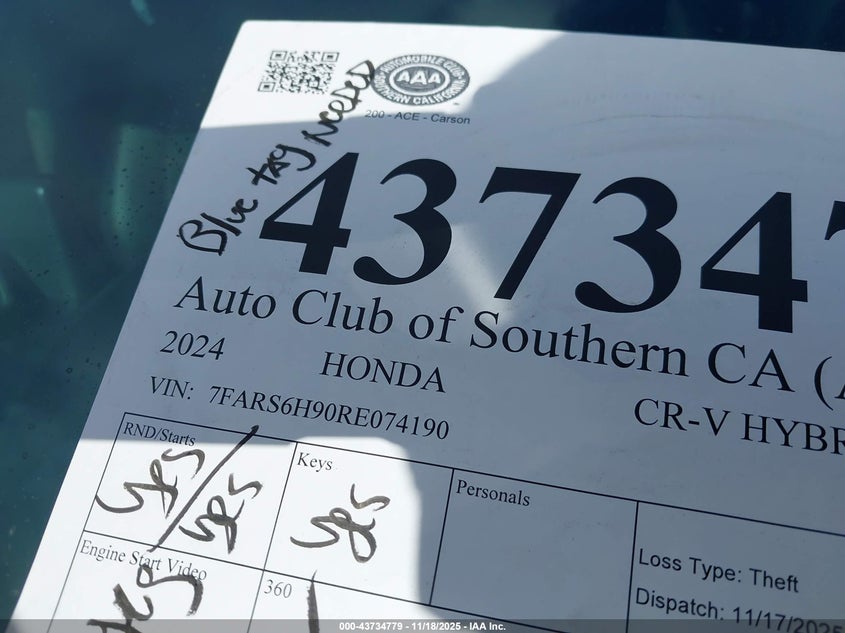 AUTOMOBILE CLUB
AAA
SOUTHERN CALIFORNIA
200 - ACE - Carson
Blue tag needed
43734
Auto Club of Southern CA (
2024 HONDA
CR-V HYBR
VIN: 7FARS6H90RE074190
RND/Starts
yes/yes
Keys
yes
Personals
Engine Start Video
yes
360
Loss Type: Theft
Dispatch: 11/17/2025
000-43734779 - 11/18/2025 - IAA Inc.